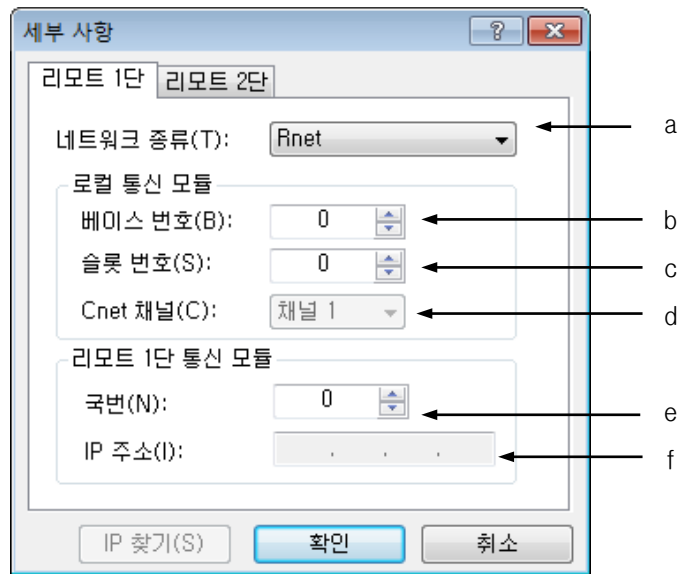 세부 사항
리모트 1단 리모트 2단
네트워크 종류(T): Rnet a
로컬 통신 모듈
베이스 번호(B): 0 b
슬롯 번호(S): 0 c
Cnet 채널(C): 채널 1 d
리모트 1단 통신 모듈
국번(N): 0 e
IP 주소(I): . . . f
IP 찾기(S) 확인 취소